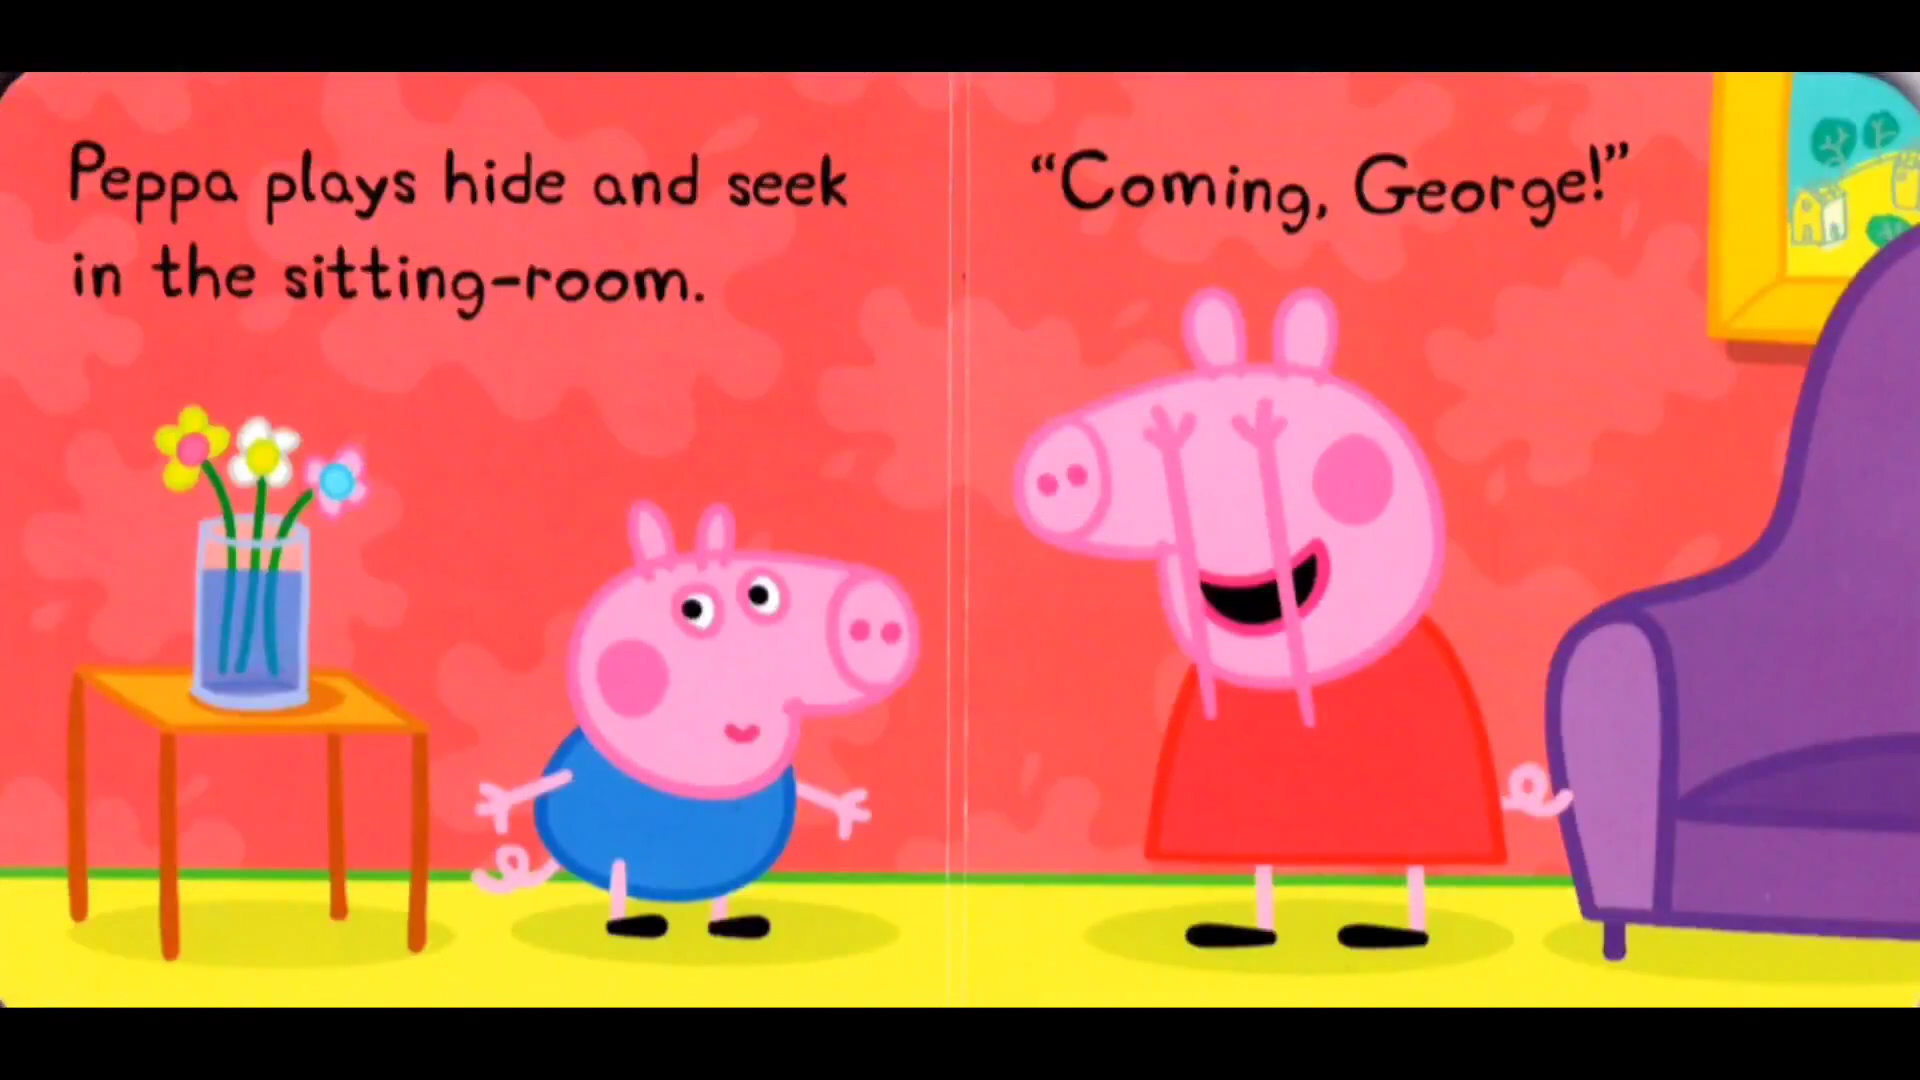 Peppa plays hide and seek
in the sitting-room.
“Coming, George!”